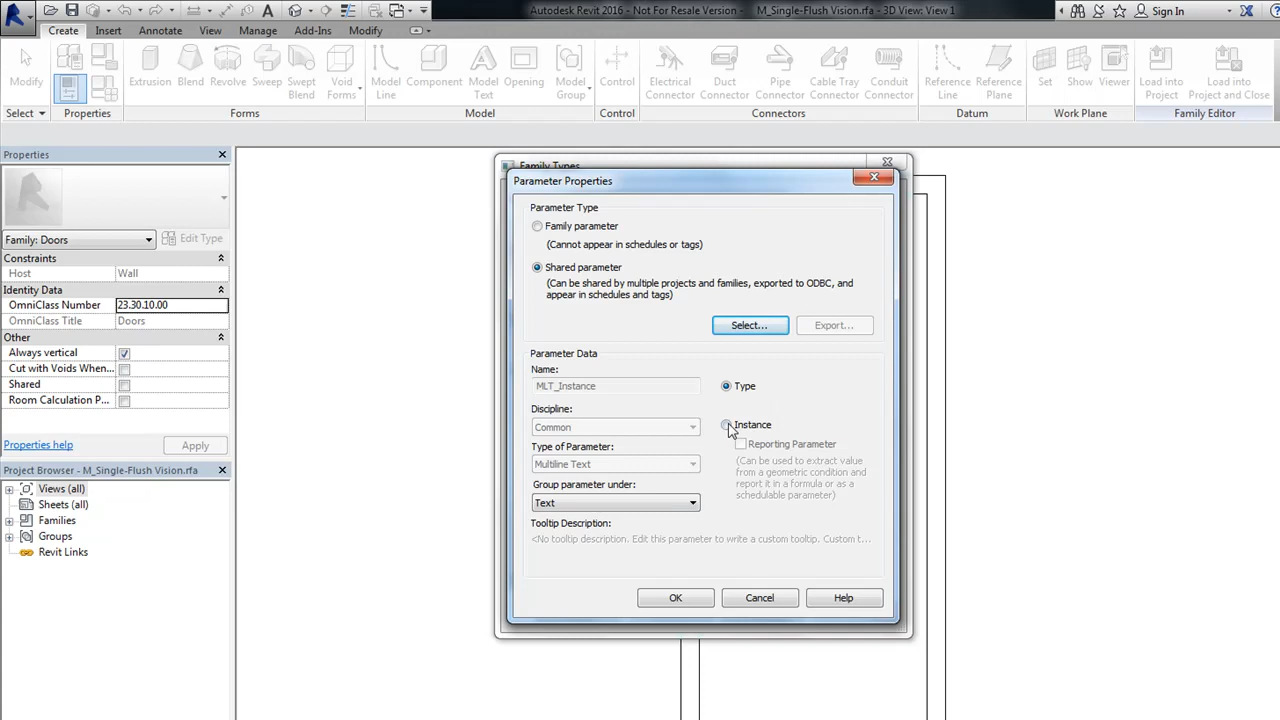 Autodesk Revit 2016 - Not For Resale Version - M_Single-Flush Vision.rfa - 3D View: View 1
Sign In
Create Insert Annotate View Manage Add-Ins Modify
Modify
Extrusion Blend Revolve Sweep Swept Blend Void Forms
Model Line Component Model Text Opening Model Group
Control
Electrical Connector Duct Connector Pipe Connector Cable Tray Connector Conduit Connector
Reference Line Reference Plane
Set Show Viewer
Load into Project Load into Project and Close
Select Properties Forms Model Control Connectors Datum Work Plane Family Editor
Properties
Family: Doors
Edit Type
Constraints
Host Wall
Identity Data
OmniClass Number 23.30.10.00
OmniClass Title Doors
Other
Always vertical
Cut with Voids When...
Shared
Room Calculation P...
Properties help
Apply
Project Browser - M_Single-Flush Vision.rfa
Views (all)
Sheets (all)
Families
Groups
Revit Links
Family Types
Parameter Properties
Parameter Type
Family parameter
(Cannot appear in schedules or tags)
Shared parameter
(Can be shared by multiple projects and families, exported to ODBC, and
appear in schedules and tags)
Select...
Export...
Parameter Data
Name:
MLT_Instance
Type
Discipline:
Common
Instance
Reporting Parameter
(Can be used to extract value
from a geometric condition and
report it in a formula or as a
schedulable parameter)
Type of Parameter:
Multiline Text
Group parameter under:
Text
Tooltip Description:
<No tooltip description. Edit this parameter to write a custom tooltip. Custom t...
OK
Cancel
Help